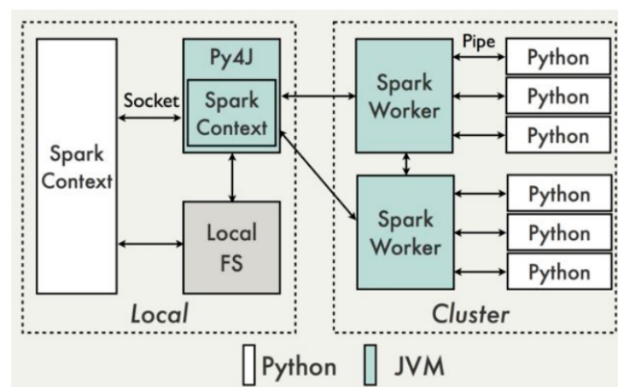 Py4J
Spark
Context
Socket
Spark
Context
Local
FS
Local
Pipe
Spark
Worker
Python
Python
Python
Spark
Worker
Python
Python
Python
Cluster
Python
JVM